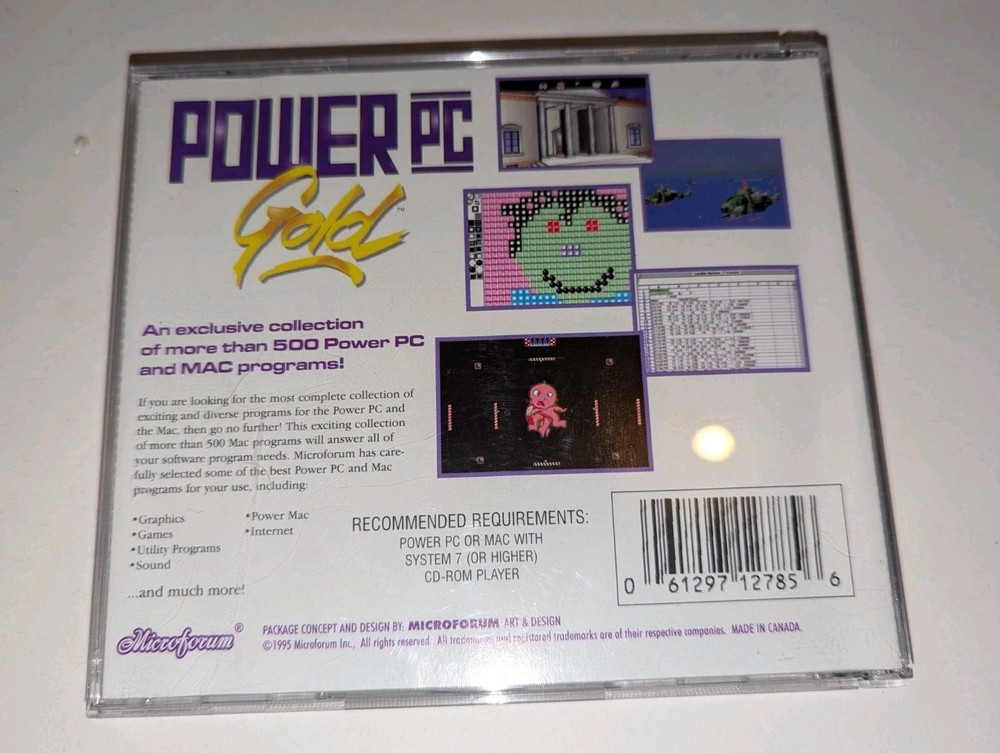 POWER PC
Gold™
An exclusive collection
of more than 500 Power PC
and MAC programs!
If you are looking for the most complete collection of
exciting and diverse programs for the Power PC and
the Mac, then go no further! This exciting collection
of more than 500 Mac programs will answer all of
your software program needs. Microforum has care-
fully selected some of the best Power PC and Mac
programs for your use, including:
•Graphics
•Games
•Utility Programs
•Sound
•Power Mac
•Internet
...and much more!
RECOMMENDED REQUIREMENTS:
POWER PC OR MAC WITH
SYSTEM 7 (OR HIGHER)
CD-ROM PLAYER
0 61297 12785 6
Microforum®
PACKAGE CONCEPT AND DESIGN BY: MICROFORUM ART & DESIGN
©1995 Microforum Inc., All rights reserved. All trademarks and registered trademarks are of their respective companies. MADE IN CANADA.